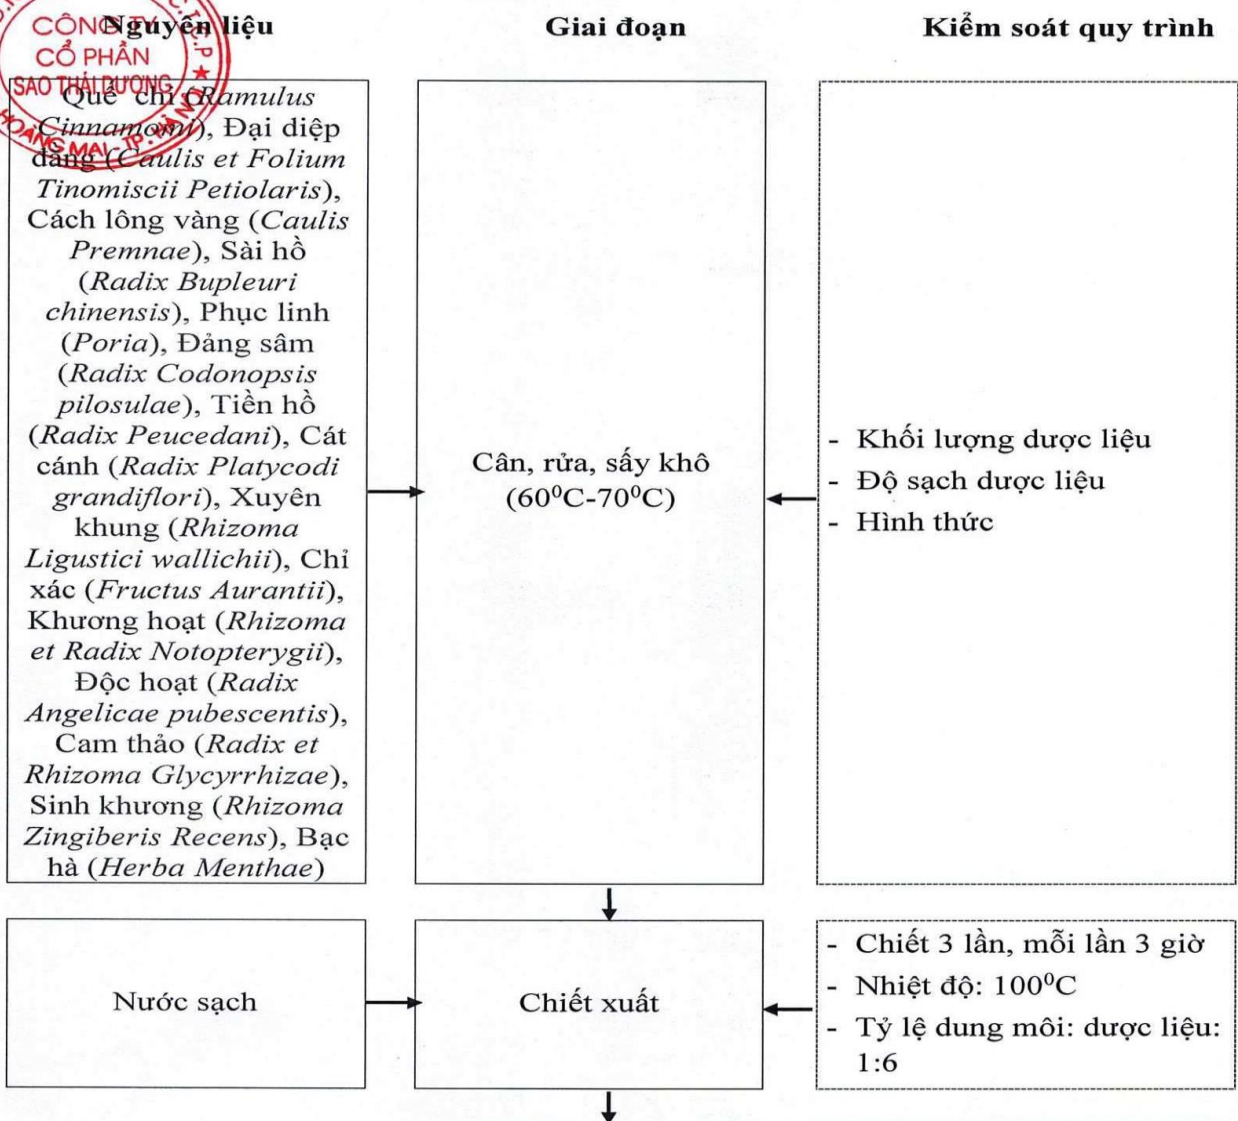 Nguyên liệu
Giai đoạn
Kiểm soát quy trình
CÔNG TY
CỔ PHẦN
SAO THÁI DƯƠNG
HOÀNG MAI - TP. HÀ NỘI
Quế chi (Ramulus
Cinnamomi), Đại diệp
đằng (Caulis et Folium
Tinomiscii Petiolaris),
Cách lông vàng (Caulis
Premnae), Sài hồ
(Radix Bupleuri
chinensis), Phục linh
(Poria), Đảng sâm
(Radix Codonopsis
pilosulae), Tiền hồ
(Radix Peucedani), Cát
cánh (Radix Platycodi
grandiflori), Xuyên
khung (Rhizoma
Ligustici wallichii), Chỉ
xác (Fructus Aurantii),
Khương hoạt (Rhizoma
et Radix Notopterygii),
Độc hoạt (Radix
Angelicae pubescentis),
Cam thảo (Radix et
Rhizoma Glycyrrhizae),
Sinh khương (Rhizoma
Zingiberis Recens), Bạc
hà (Herba Menthae)
Cân, rửa, sấy khô
(60⁰C-70⁰C)
- Khối lượng dược liệu
- Độ sạch dược liệu
- Hình thức
Nước sạch
Chiết xuất
- Chiết 3 lần, mỗi lần 3 giờ
- Nhiệt độ: 100⁰C
- Tỷ lệ dung môi: dược liệu:
1:6